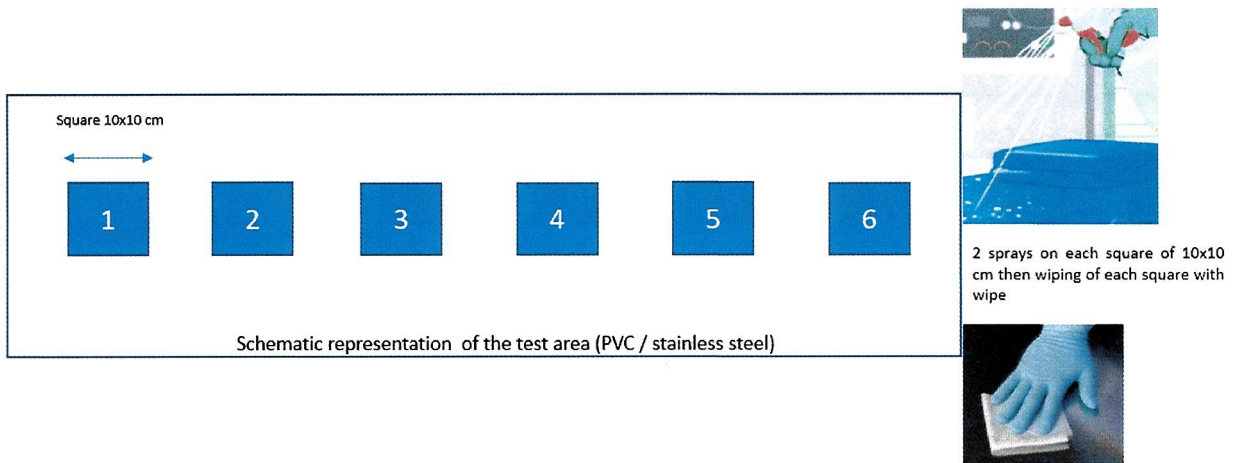 Square 10x10 cm
1 2 3 4 5 6
Schematic representation of the test area (PVC / stainless steel)
2 sprays on each square of 10x10
cm then wiping of each square with
wipe